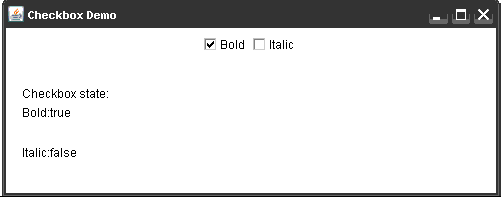 Checkbox Demo
Bold Italic
Checkbox state:
Bold:true
Italic:false